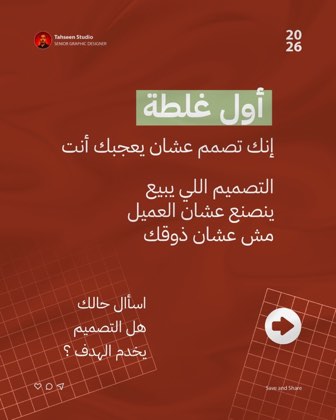 Tahseen Studio
SENIOR GRAPHIC DESIGNER
20
26
أول غلطة
إنك تصمم عشان يعجبك أنت
التصميم اللي يبيع
ينصنع عشان العميل
مش عشان ذوقك
اسأل حالك
هل التصميم
يخدم الهدف ؟
Save and Share